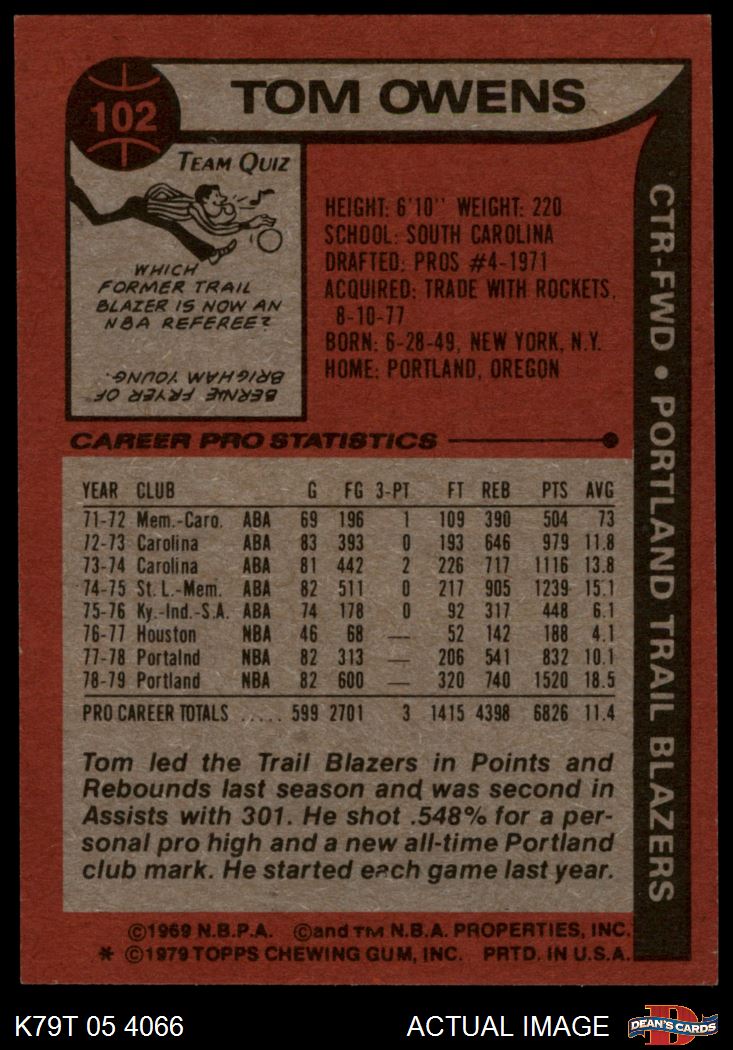 102
TOM OWENS
TEAM QUIZ
WHICH
FORMER TRAIL
BLAZER IS NOW AN
NBA REFEREE?
BERNIE FRYER OF
BRIGHAM YOUNG.
HEIGHT: 6'10" WEIGHT: 220
SCHOOL: SOUTH CAROLINA
DRAFTED: PROS #4-1971
ACQUIRED: TRADE WITH ROCKETS,
8-10-77
BORN: 6-28-49, NEW YORK, N.Y.
HOME: PORTLAND, OREGON
CTR-FWD • PORTLAND TRAIL BLAZERS
CAREER PRO STATISTICS
YEAR CLUB G FG 3-PT FT REB PTS AVG
71-72 Mem.-Caro. ABA 69 196 1 109 390 504 73
72-73 Carolina ABA 83 393 0 193 646 979 11.8
73-74 Carolina ABA 81 442 2 226 717 1116 13.8
74-75 St. L.-Mem. ABA 82 511 0 217 905 1239 15.1
75-76 Ky.-Ind.-S.A. ABA 74 178 0 92 317 448 6.1
76-77 Houston NBA 46 68 — 52 142 188 4.1
77-78 Portalnd NBA 82 313 — 206 541 832 10.1
78-79 Portland NBA 82 600 — 320 740 1520 18.5
PRO CAREER TOTALS ..... 599 2701 3 1415 4398 6826 11.4
Tom led the Trail Blazers in Points and
Rebounds last season and was second in
Assists with 301. He shot .548% for a per-
sonal pro high and a new all-time Portland
club mark. He started each game last year.
©1969 N.B.P.A. ©and TM N.B.A. PROPERTIES, INC.
* ©1979 TOPPS CHEWING GUM, INC. PRTD. IN U.S.A.
K79T 05 4066
ACTUAL IMAGE
D
DEAN'S CARDS